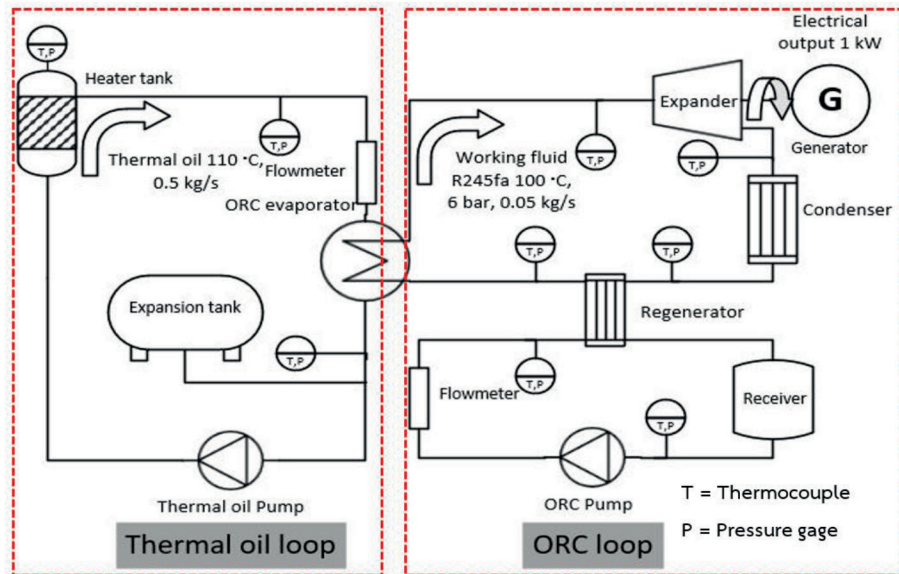 T,P
Heater tank
Thermal oil 110 °C,
0.5 kg/s
T,P
Flowmeter
ORC evaporator
Expansion tank
T,P
Thermal oil Pump
Thermal oil loop
Electrical
output 1 kW
Expander
G
Generator
T,P
T,P
Working fluid
R245fa 100 °C,
6 bar, 0.05 kg/s
Condenser
T,P
T,P
Regenerator
T,P
Flowmeter
Receiver
T,P
ORC Pump
T = Thermocouple
P = Pressure gage
ORC loop